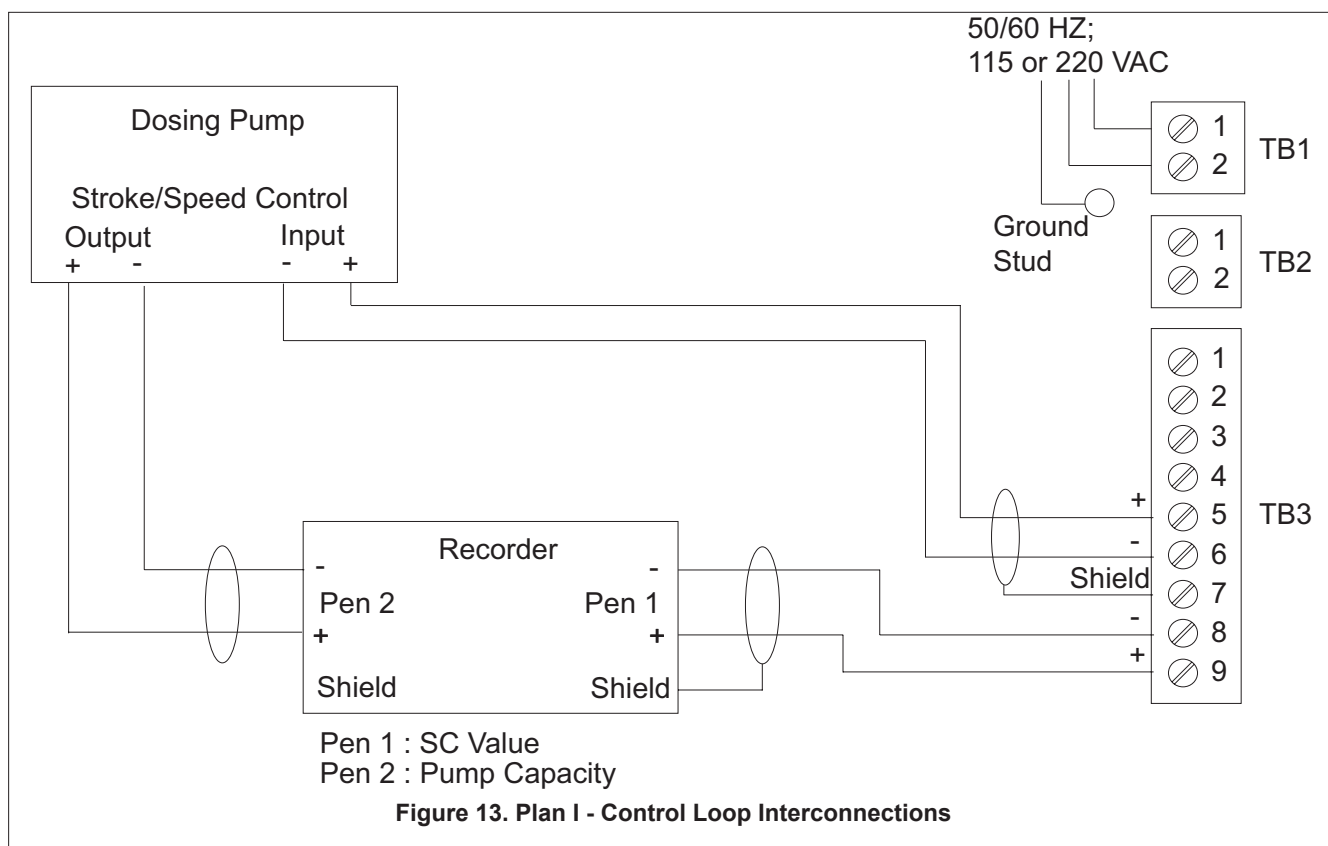 50/60 HZ;
115 or 220 VAC
Dosing Pump
Stroke/Speed Control
Output Input
+ - - +
Ground
Stud
1
2
TB1
1
2
TB2
1
2
3
4
+ 5
- 6
Shield 7
- 8
+ 9
TB3
Recorder
- -
Pen 2 Pen 1
+ +
Shield Shield
Pen 1 : SC Value
Pen 2 : Pump Capacity
Figure 13. Plan I - Control Loop Interconnections